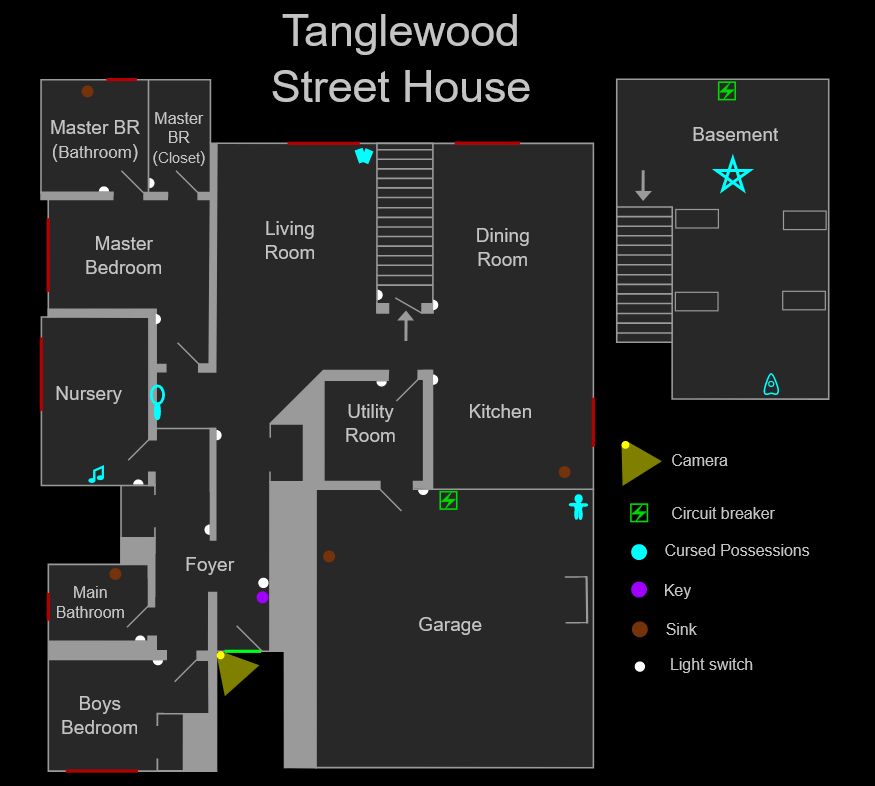 Tanglewood
Street House
Master BR
(Bathroom)
Master
BR
(Closet)
Basement
Living
Room
Dining
Room
Master
Bedroom
Nursery
Utility
Room
Kitchen
Camera
Circuit breaker
Cursed Possessions
Key
Sink
Light switch
Foyer
Main
Bathroom
Garage
Boys
Bedroom